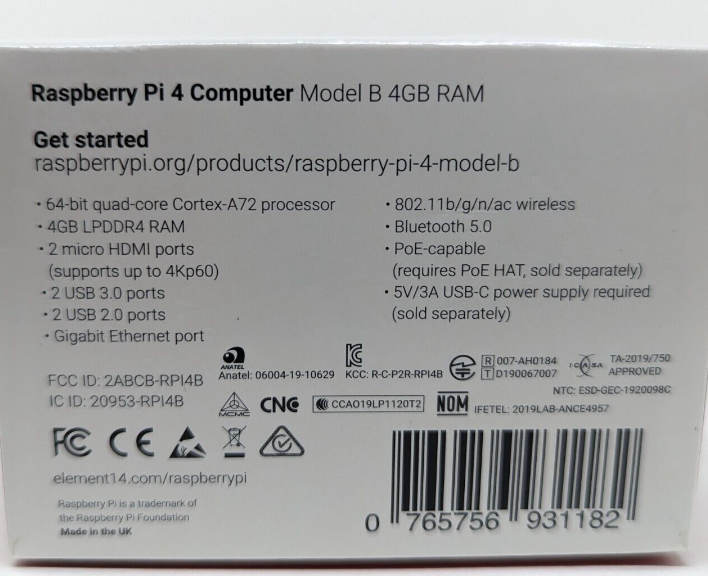 Raspberry Pi 4 Computer Model B 4GB RAM
Get started
raspberrypi.org/products/raspberry-pi-4-model-b
• 64-bit quad-core Cortex-A72 processor
• 4GB LPDDR4 RAM
• 2 micro HDMI ports
(supports up to 4Kp60)
• 2 USB 3.0 ports
• 2 USB 2.0 ports
• Gigabit Ethernet port
• 802.11b/g/n/ac wireless
• Bluetooth 5.0
• PoE-capable
(requires PoE HAT, sold separately)
• 5V/3A USB-C power supply required
(sold separately)
FCC ID: 2ABCB-RPI4B
IC ID: 20953-RPI4B
ANATEL
Anatel: 06004-19-10629
KCC: R-C-P2R-RPI4B
R 007-AH0184
T D190067007
ICASA
TA-2019/750
APPROVED
NTC: ESD-GEC-1920098C
MCMC
CNC
CCAO19LP1120T2
NOM
IFETEL: 2019LAB-ANCE4957
FC CE
element14.com/raspberrypi
Raspberry Pi is a trademark of
the Raspberry Pi Foundation
Made in the UK
0 765756 931182